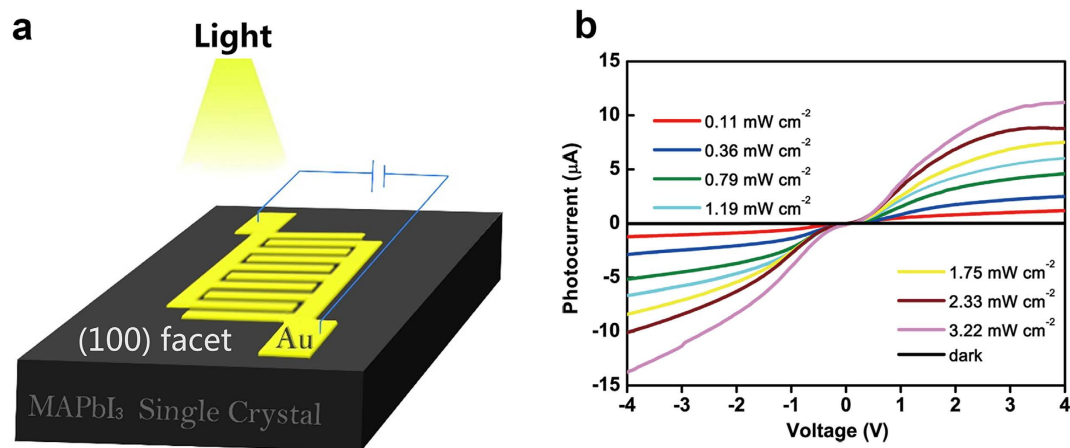 a
Light
Au
(100) facet
MAPbI₃ Single Crystal
b
Photocurrent (μA)
15
10
5
0
-5
-10
-15
0.11 mW cm⁻²
0.36 mW cm⁻²
0.79 mW cm⁻²
1.19 mW cm⁻²
1.75 mW cm⁻²
2.33 mW cm⁻²
3.22 mW cm⁻²
dark
-4 -3 -2 -1 0 1 2 3 4
Voltage (V)